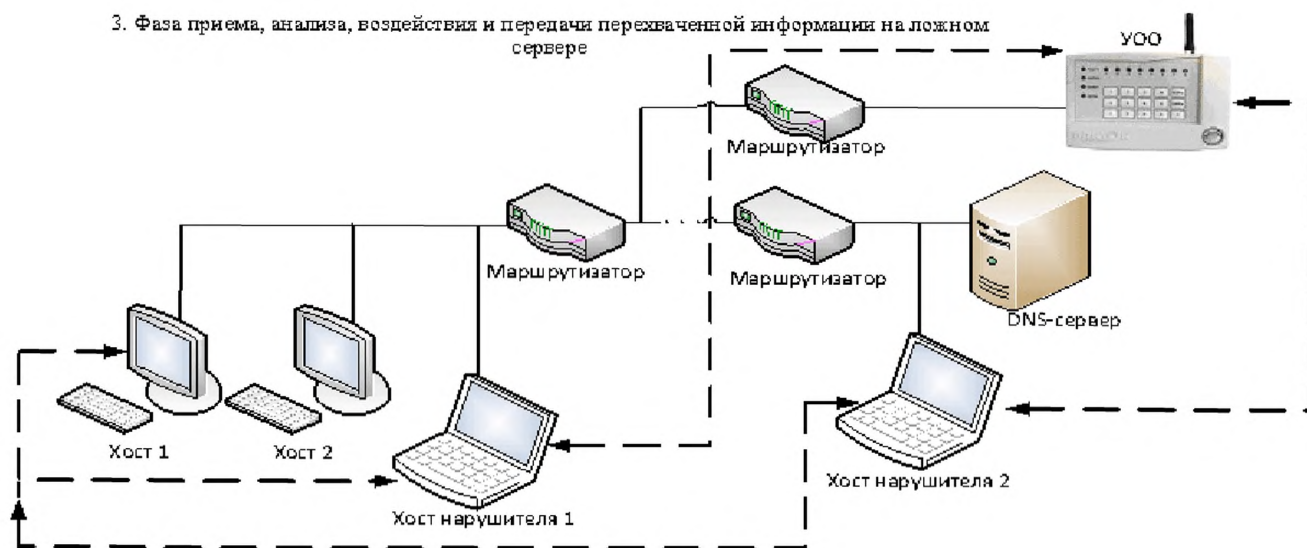 3. Фаза приема, анализа, воздействия и передачи перехваченной информации на ложном
сервере
УОО
Маршрутизатор
Маршрутизатор
Маршрутизатор
DNS-сервер
Хост 1
Хост 2
Хост нарушителя 2
Хост нарушителя 1